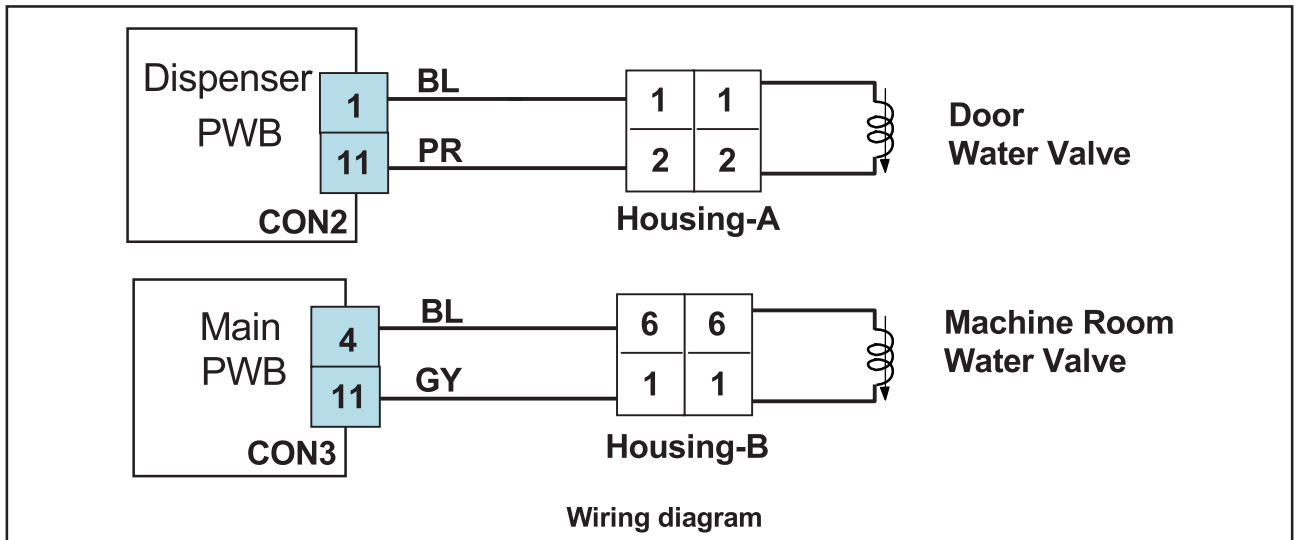 Dispenser
PWB
1
BL
1 1
Door
Water Valve
11
PR
2 2
CON2
Housing-A
Main
PWB
4
BL
6 6
Machine Room
Water Valve
11
GY
1 1
CON3
Housing-B
Wiring diagram